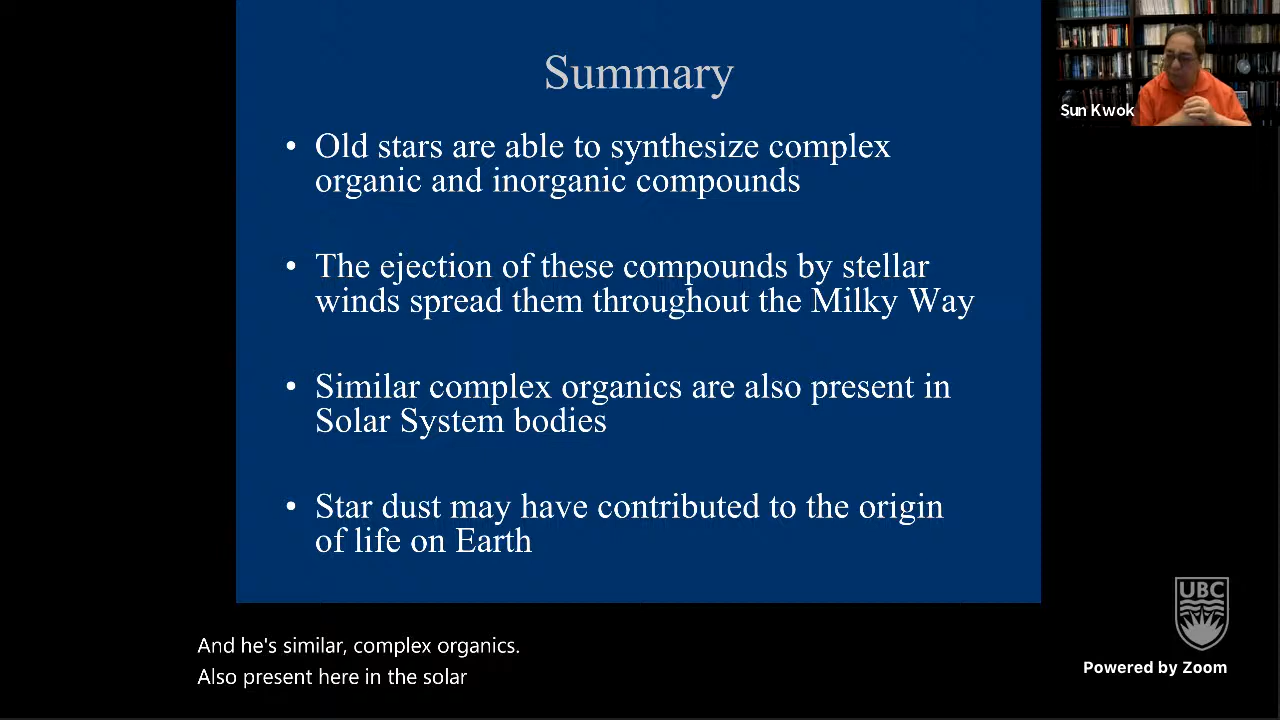 Summary
• Old stars are able to synthesize complex
organic and inorganic compounds
• The ejection of these compounds by stellar
winds spread them throughout the Milky Way
• Similar complex organics are also present in
Solar System bodies
• Star dust may have contributed to the origin
of life on Earth
Sun Kwok
And he's similar, complex organics.
Also present here in the solar
UBC
Powered by Zoom